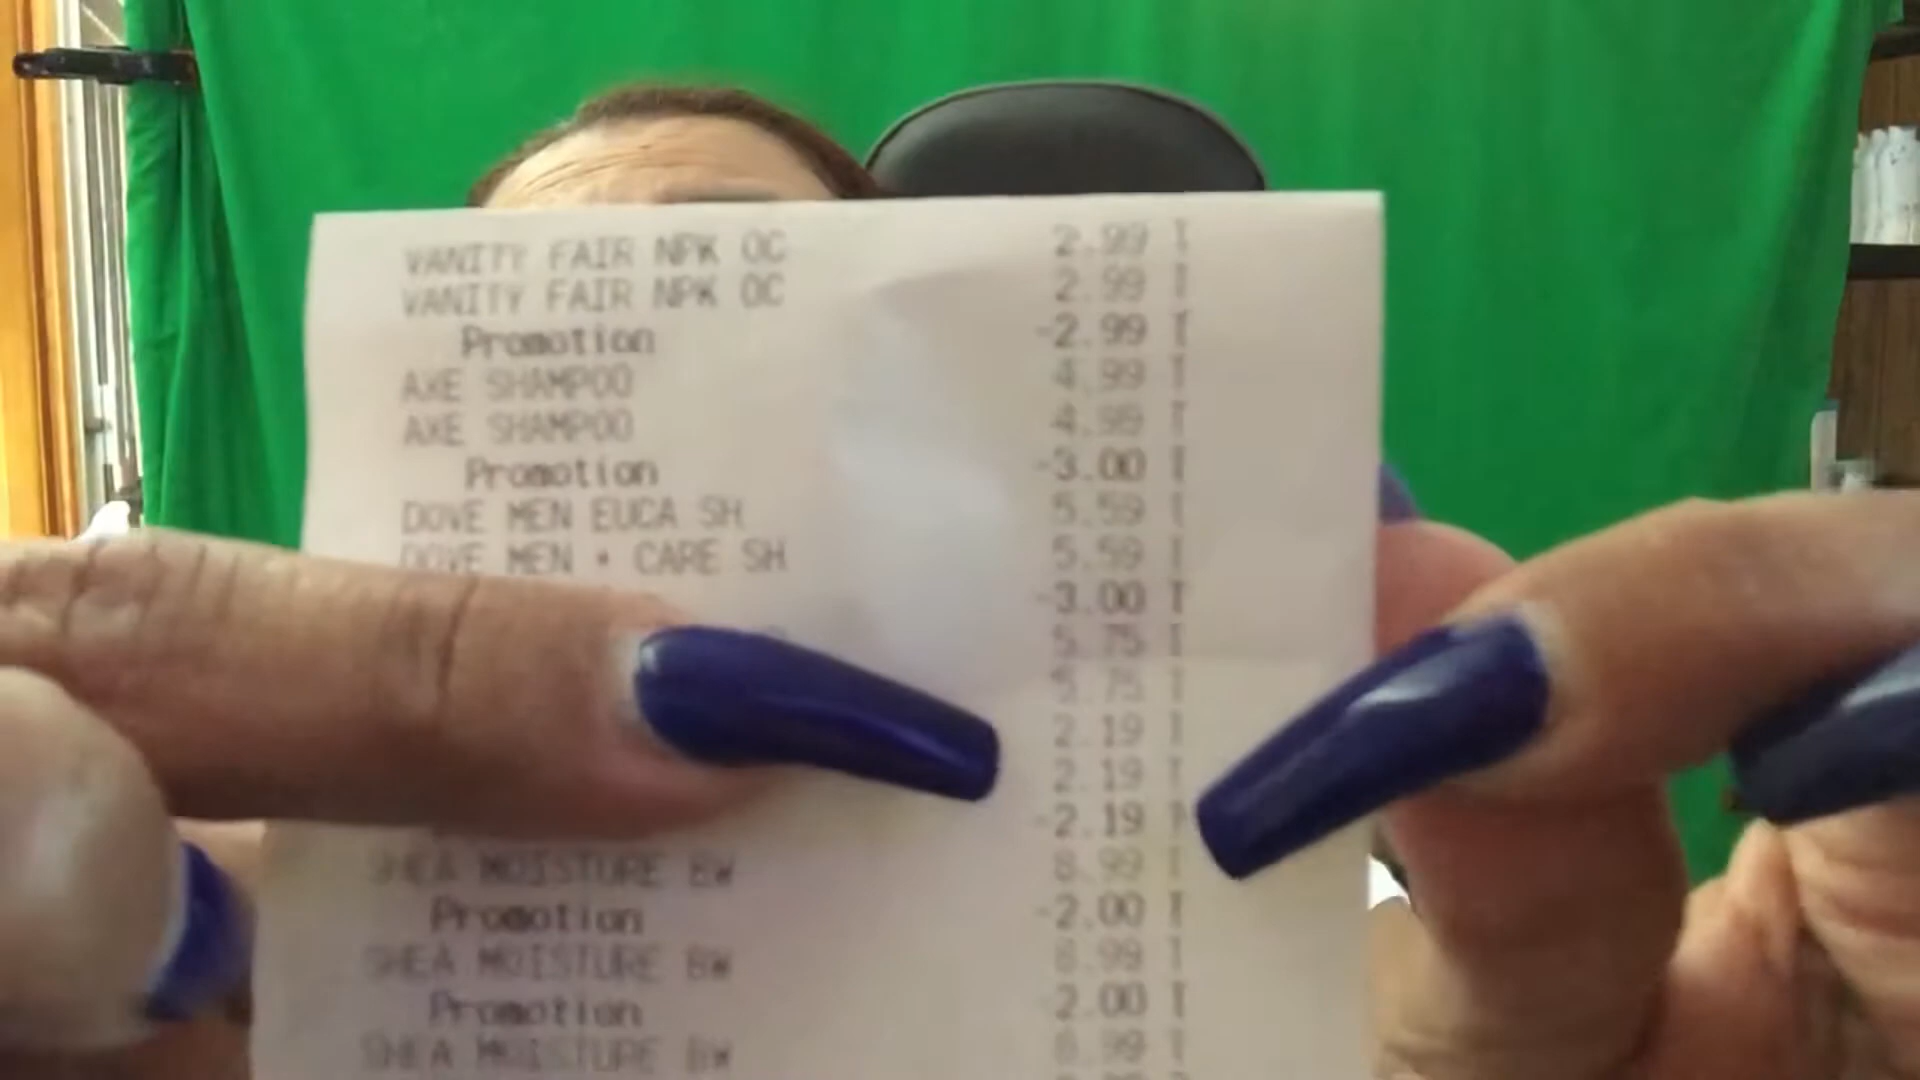 VANITY FAIR NPK OC 2.99 T
VANITY FAIR NPK OC 2.99 T
Promotion -2.99 T
AXE SHAMPOO 4.99 T
AXE SHAMPOO 4.99 T
Promotion -3.00 T
DOVE MEN EUCA SH 5.59 T
DOVE MEN + CARE SH 5.59 T
-3.00 T
5.75 T
5.75 T
2.19 T
2.19 T
-2.19
SHEA MOISTURE BW 8.99 T
Promotion -2.00 T
SHEA MOISTURE BW 8.99 T
Promotion -2.00 T
SHEA MOISTURE BW 8.99 T